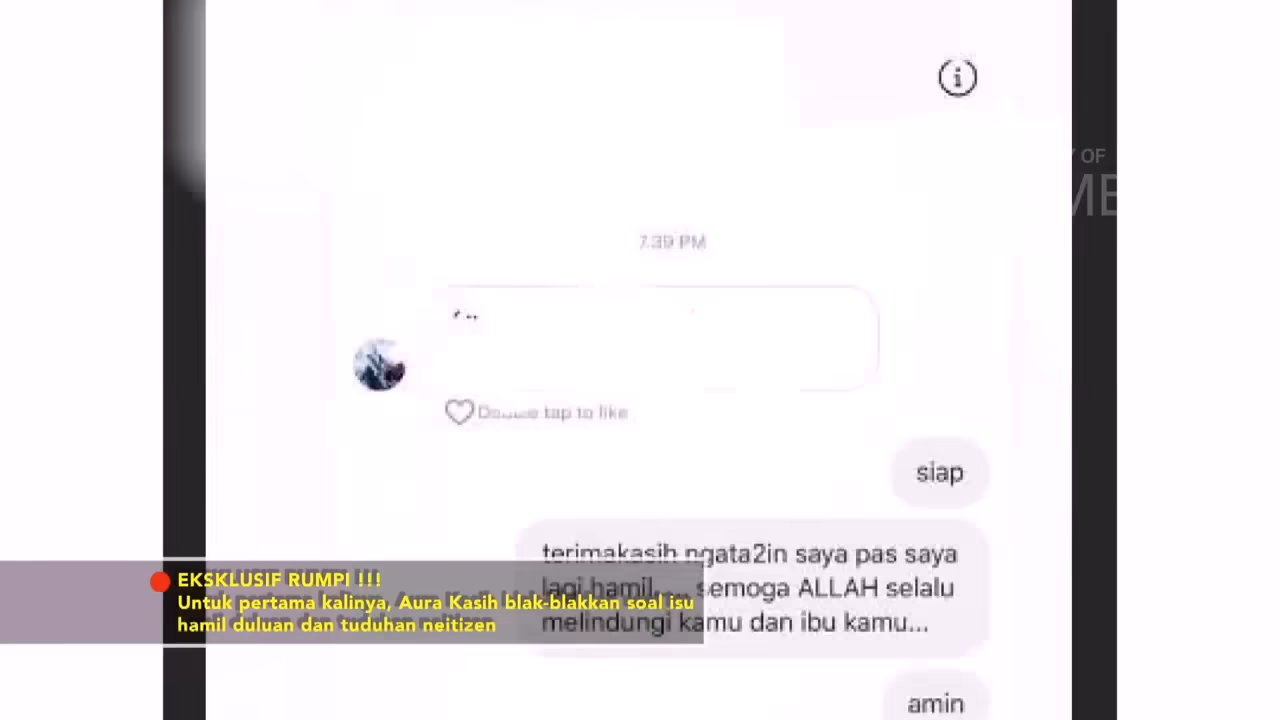 Y OF
ME
7.39 PM
Double tap to like
siap
terimakasih ngata2in saya pas saya
lagi hamil.... semoga ALLAH selalu
melindungi kamu dan ibu kamu...
EKSKLUSIF RUMPI !!!
Untuk pertama kalinya, Aura Kasih blak-blakkan soal isu
hamil duluan dan tuduhan neitizen
amin